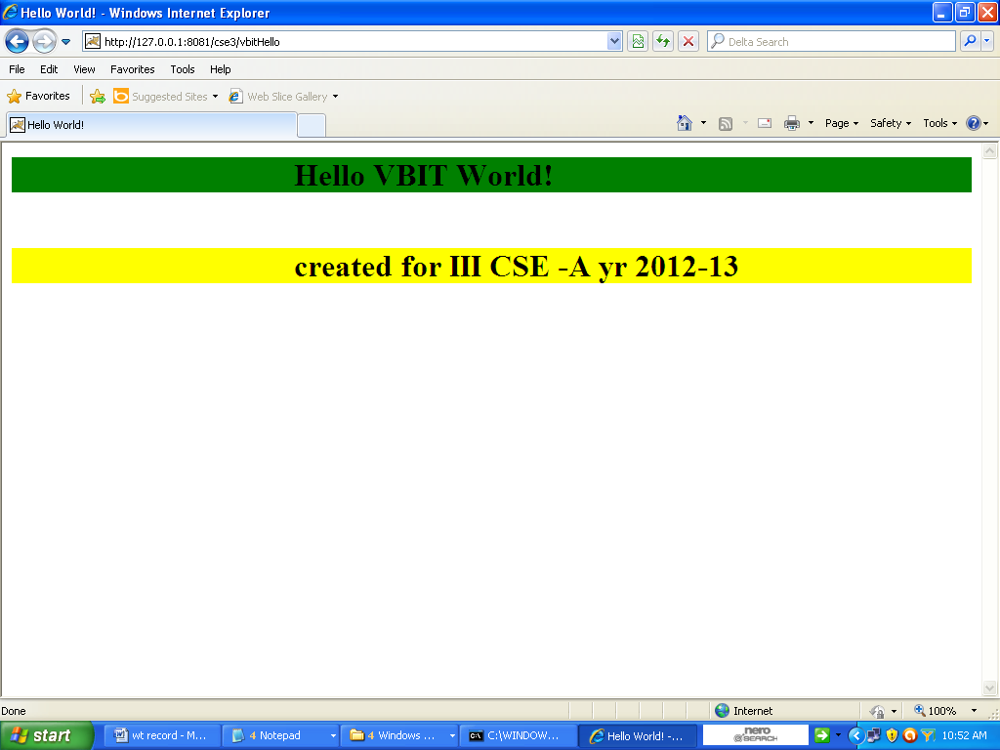 Hello World! - Windows Internet Explorer
http://127.0.0.1:8081/cse3/vbitHello
Delta Search
File Edit View Favorites Tools Help
Favorites Suggested Sites Web Slice Gallery
Hello World! Page Safety Tools
Hello VBIT World!
created for III CSE -A yr 2012-13
Done Internet 100%
start wt record - M... 4 Notepad 4 Windows ... C:\WINDOW... Hello World! -... nero @SEARCH 10:52 AM